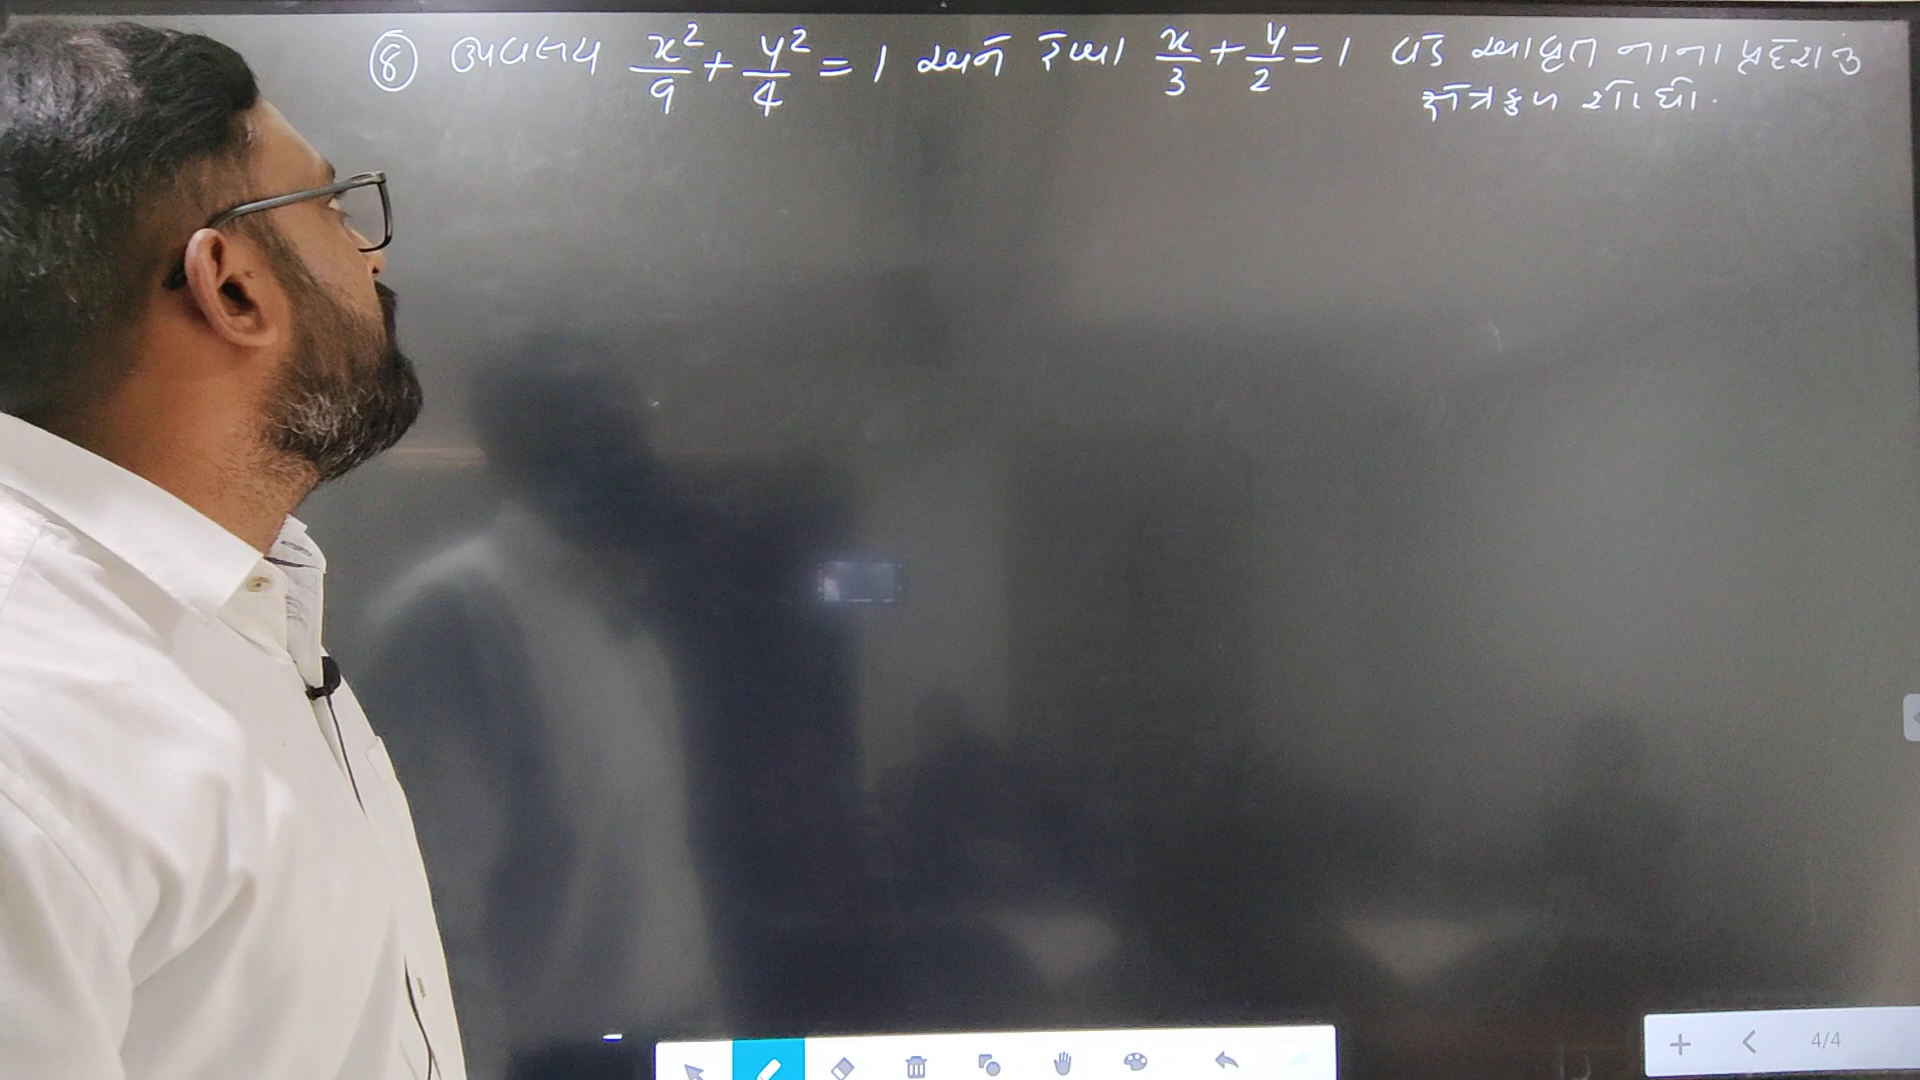 ⑧ ઉપવલય x²/9 + y²/4 = 1 અને રેખા x/3 + y/2 = 1 વડે આવૃત નાના પ્રદેશનું
ક્ષેત્રફળ શોધો.
4/4